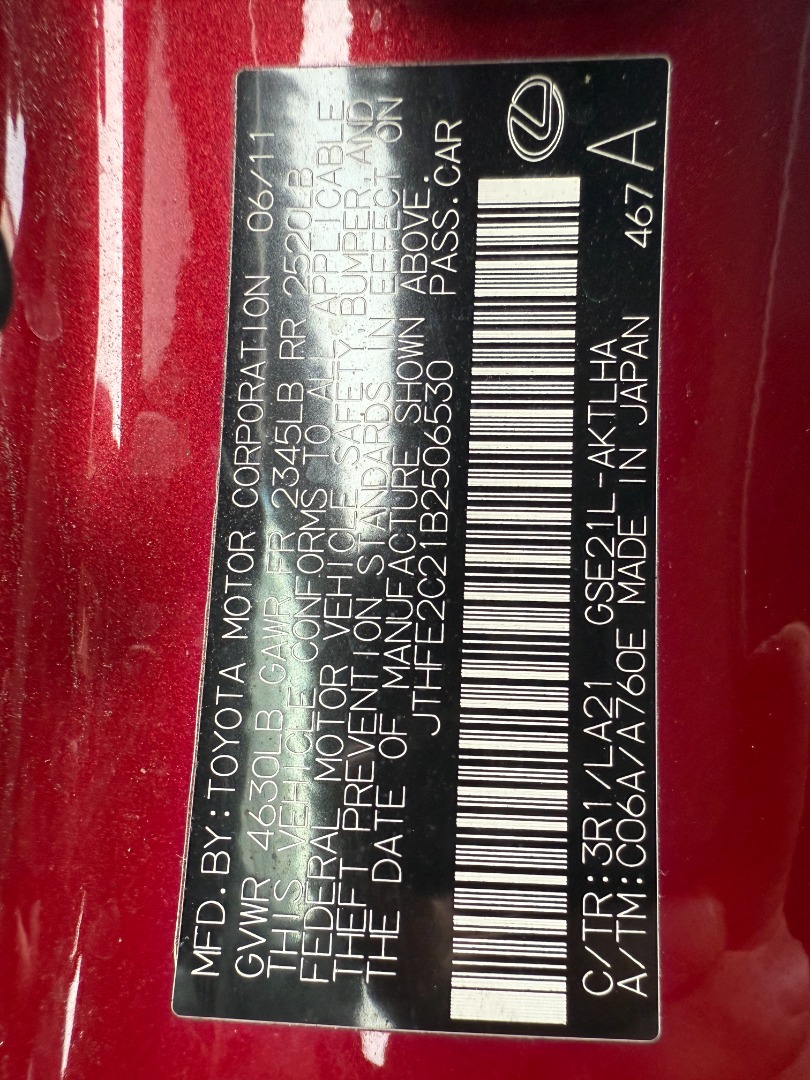 MFD.BY:TOYOTA MOTOR CORPORATION 06/11
GVWR 4630LB GAWR FR 2345LB RR 2520LB
THIS VEHICLE CONFORMS TO ALL APPLICABLE
FEDERAL MOTOR VEHICLE SAFETY,BUMPER,AND
THEFT PREVENTION STANDARDS IN EFFECT ON
THE DATE OF MANUFACTURE SHOWN ABOVE.
JTHFE2C21B2506530 PASS.CAR
C/TR:3R1/LA21 GSE21L-AKTLHA
A/TM:C06A/A760E MADE IN JAPAN 467 A